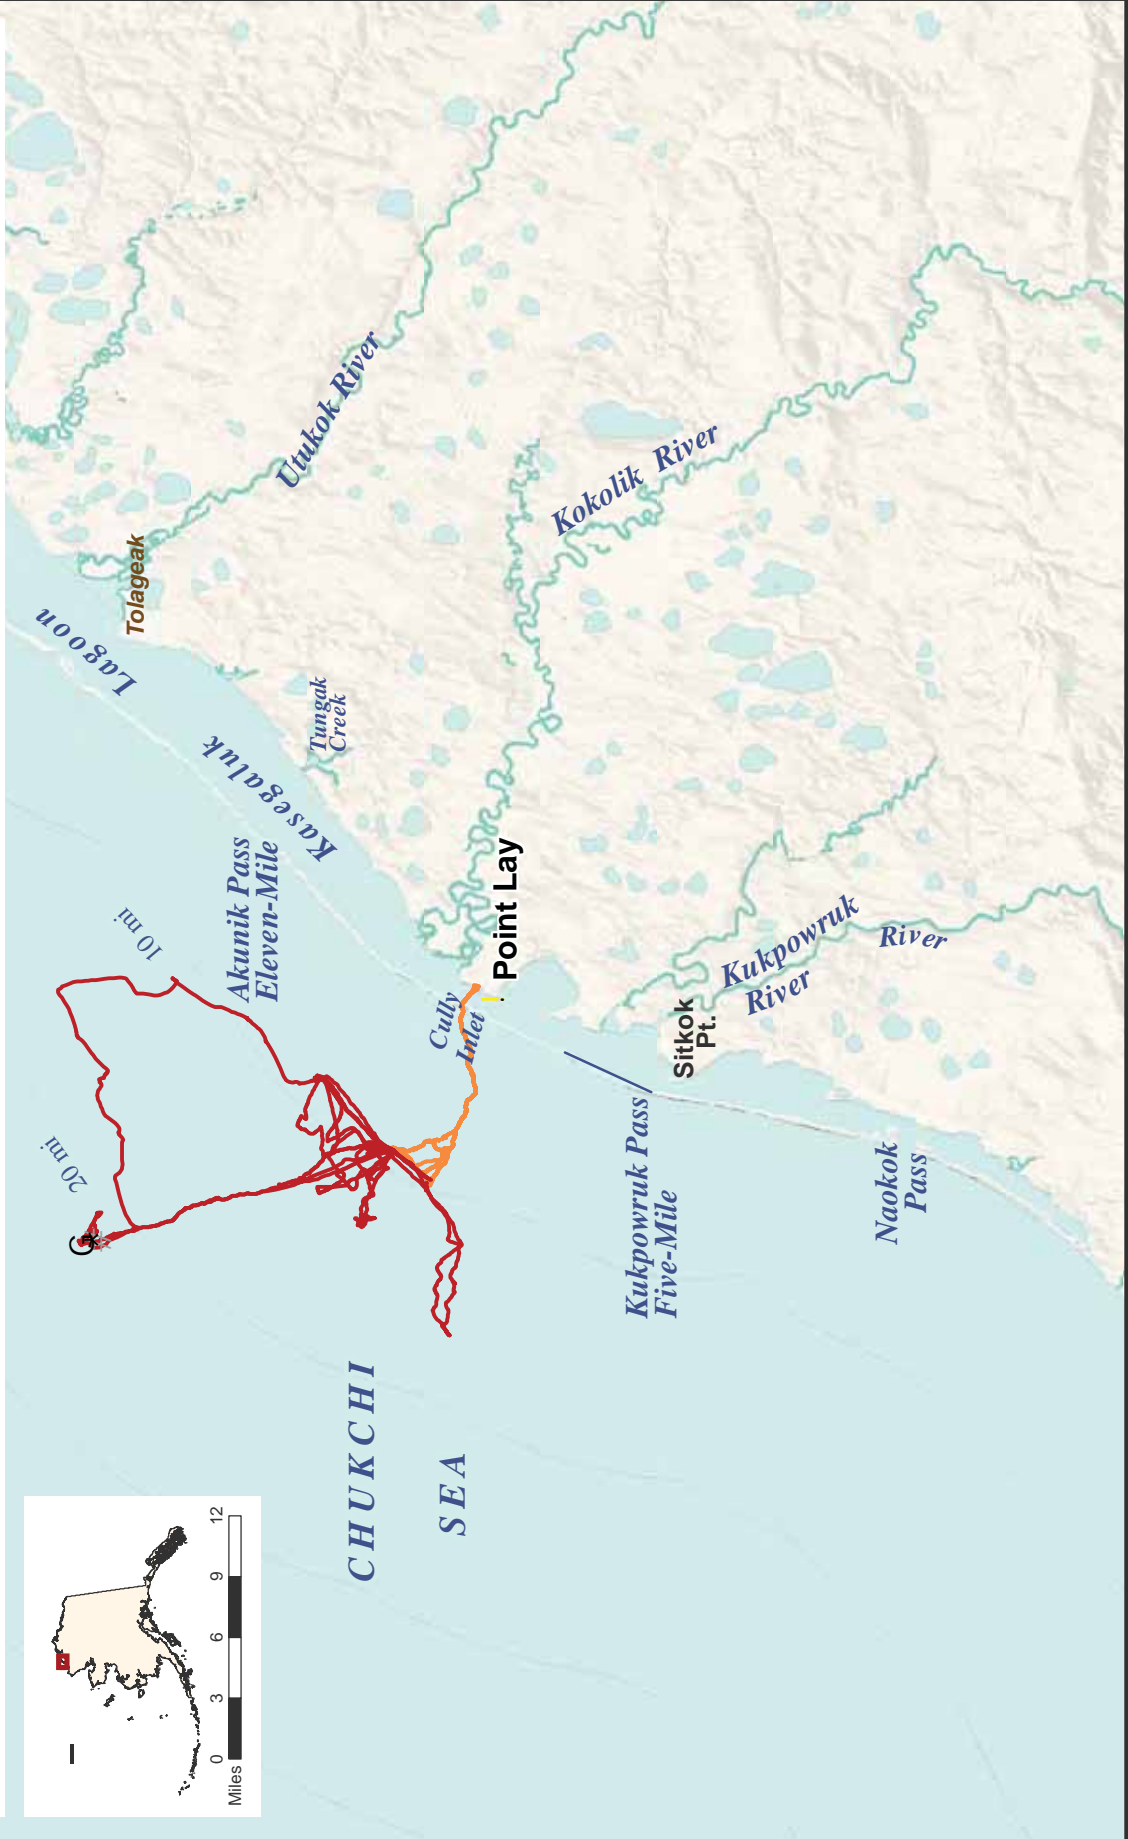 20 mi
10 mi
Akunik Pass
Eleven-Mile
Kasegaluk
Lagoon
Tolageak
Utukok River
Tungak
Creek
Kokolik River
Cully
Inlet
Point Lay
CHUKCHI
SEA
Kukpowruk Pass
Five-Mile
Sitkok
Pt.
Kukpowruk
River
River
Naokok
Pass
0 3 6 9 12
Miles